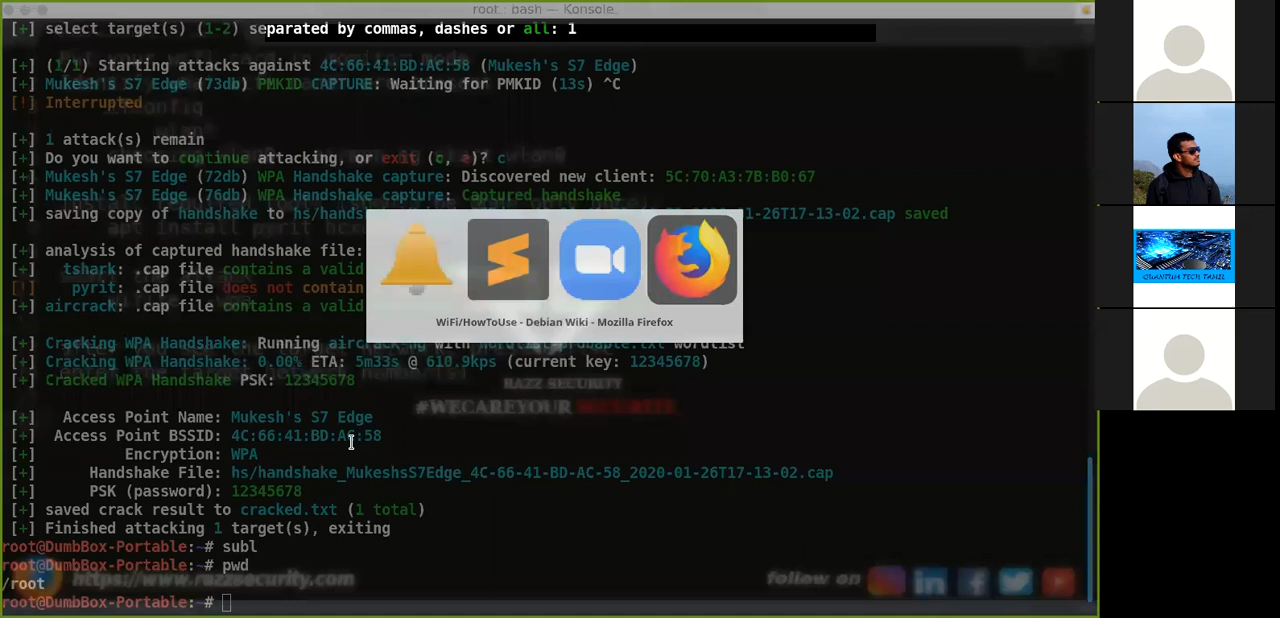 root : bash — Konsole
[+] select target(s) (1-2) separated by commas, dashes or all: 1
[+] (1/1) Starting attacks against 4C:66:41:BD:AC:58 (Mukesh's S7 Edge)
[+] Mukesh's S7 Edge (73db) PMKID CAPTURE: Waiting for PMKID (13s) ^C
[!] Interrupted
[+] 1 attack(s) remain
[+] Do you want to continue attacking, or exit (c, e)? c
[+] Mukesh's S7 Edge (72db) WPA Handshake capture: Discovered new client: 5C:70:A3:7B:B0:67
[+] Mukesh's S7 Edge (76db) WPA Handshake capture: Captured handshake
[+] saving copy of handshake to hs/hands 1-26T17-13-02.cap saved
[+] analysis of captured handshake file:
[+] tshark: .cap file contains a valid
[!] pyrit: .cap file does not contain
[+] aircrack: .cap file contains a valid
WiFi/HowToUse - Debian Wiki - Mozilla Firefox
[+] Cracking WPA Handshake: Running aircrack-ng with wordlist
[+] Cracking WPA Handshake: 0.00% ETA: 5m33s @ 610.9kps (current key: 12345678)
[+] Cracked WPA Handshake PSK: 12345678
RAZZ SECURITY
#WECAREYOUR SECURITY
[+] Access Point Name: Mukesh's S7 Edge
[+] Access Point BSSID: 4C:66:41:BD:AC:58
[+] Encryption: WPA
[+] Handshake File: hs/handshake_MukeshsS7Edge_4C-66-41-BD-AC-58_2020-01-26T17-13-02.cap
[+] PSK (password): 12345678
[+] saved crack result to cracked.txt (1 total)
[+] Finished attacking 1 target(s), exiting
root@DumbBox-Portable:~# subl
root@DumbBox-Portable:~# pwd
/root
https://www.razzsecurity.com
follow on
root@DumbBox-Portable:~#
QUANTUM TECH TAMIL